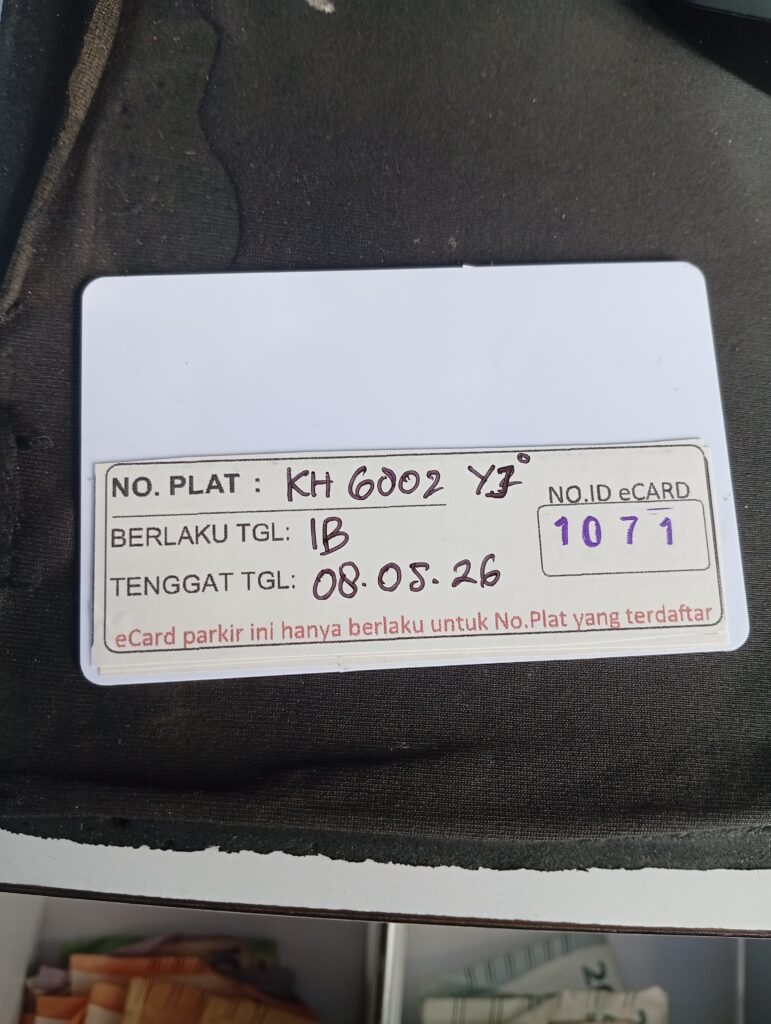 NO. PLAT : KH 6002 YJ
NO.ID eCARD
BERLAKU TGL: 1B
1071
TENGGAT TGL: 08.05.26
eCard parkir ini hanya berlaku untuk No.Plat yang terdaftar